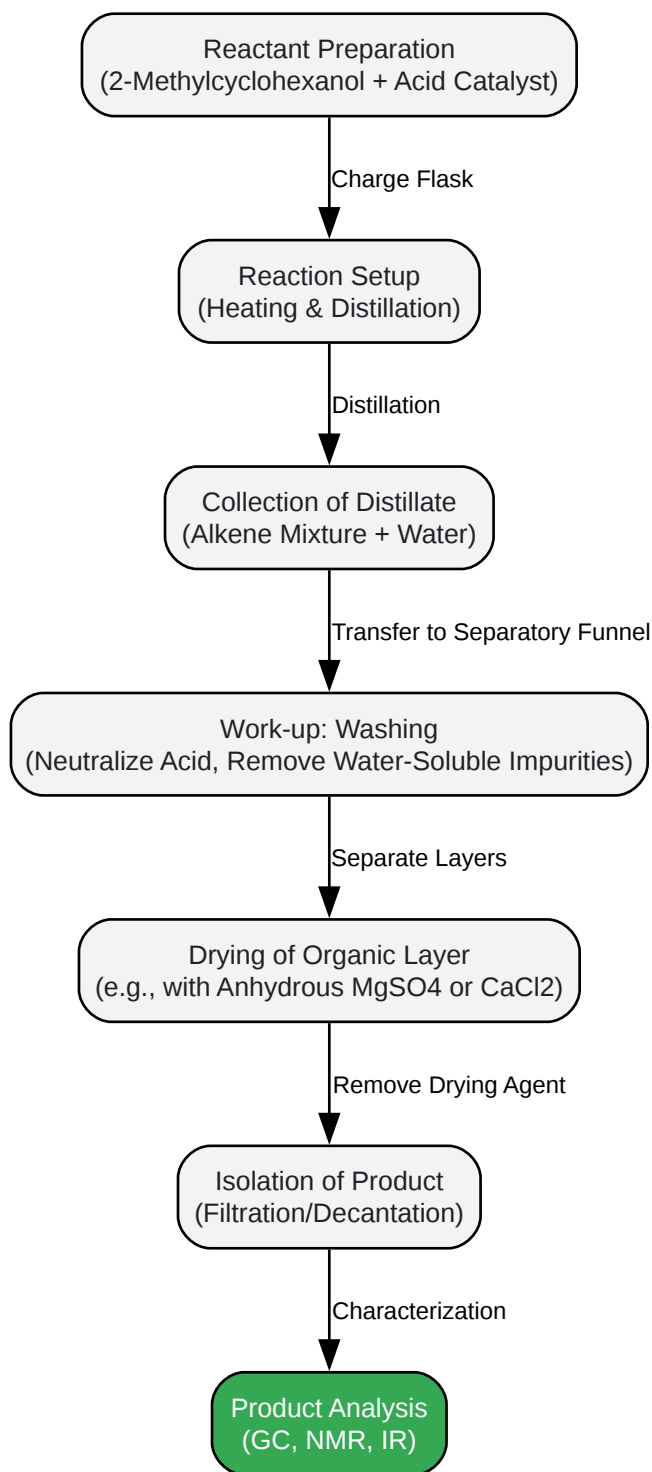 Reactant Preparation
(2-Methylcyclohexanol + Acid Catalyst)
Charge Flask
Reaction Setup
(Heating & Distillation)
Distillation
Collection of Distillate
(Alkene Mixture + Water)
Transfer to Separatory Funnel
Work-up: Washing
(Neutralize Acid, Remove Water-Soluble Impurities)
Separate Layers
Drying of Organic Layer
(e.g., with Anhydrous MgSO4 or CaCl2)
Remove Drying Agent
Isolation of Product
(Filtration/Decantation)
Characterization
Product Analysis
(GC, NMR, IR)